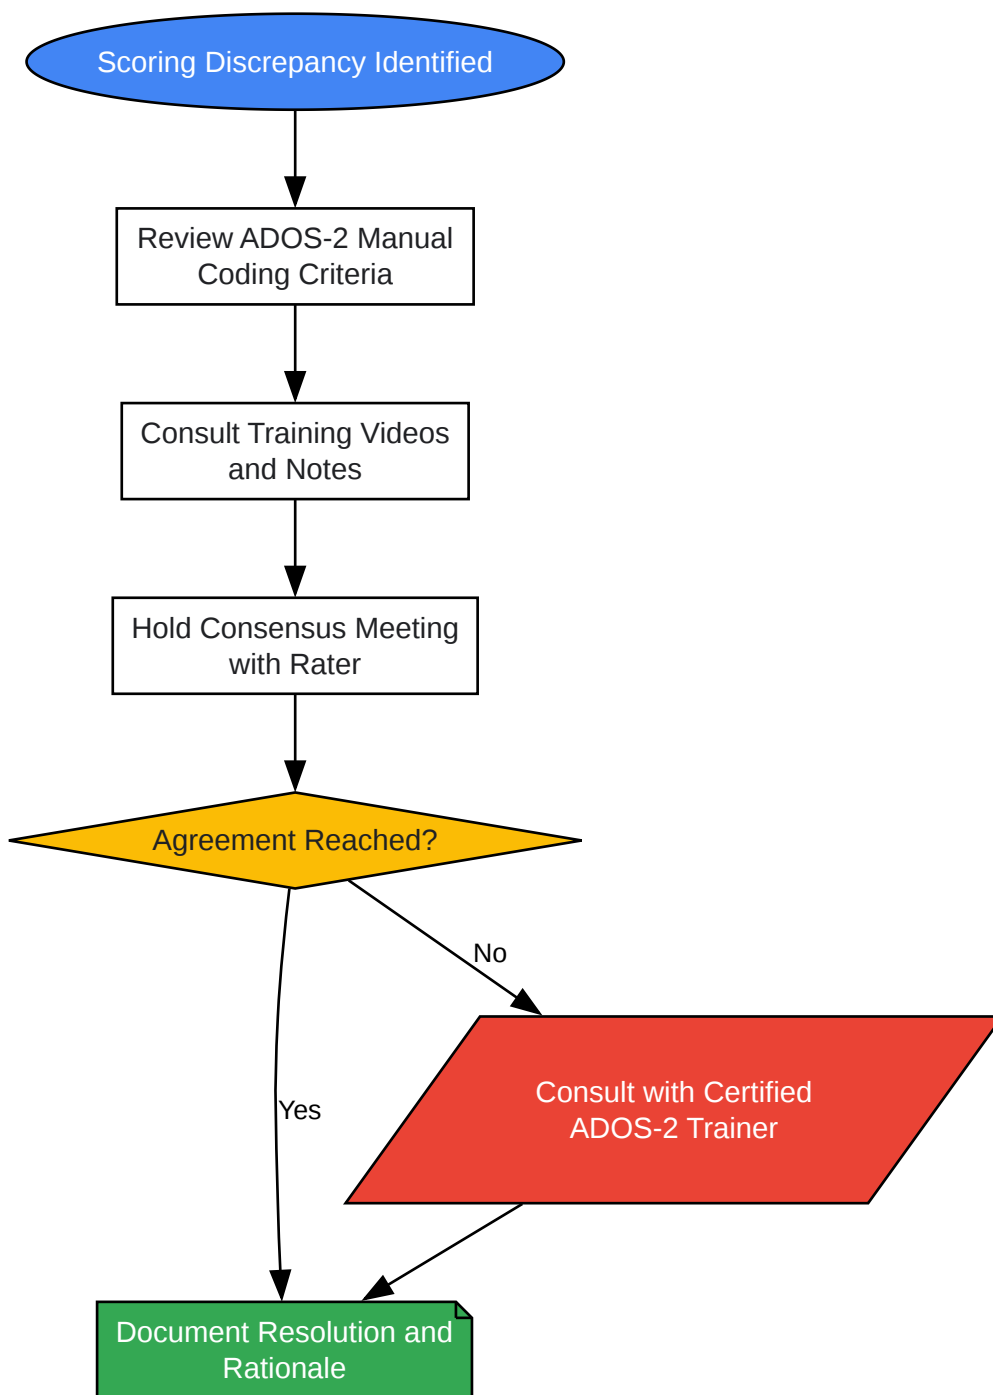 Scoring Discrepancy Identified
Review ADOS-2 Manual
Coding Criteria
Consult Training Videos
and Notes
Hold Consensus Meeting
with Rater
Agreement Reached?
No
Consult with Certified
ADOS-2 Trainer
Yes
Document Resolution and
Rationale